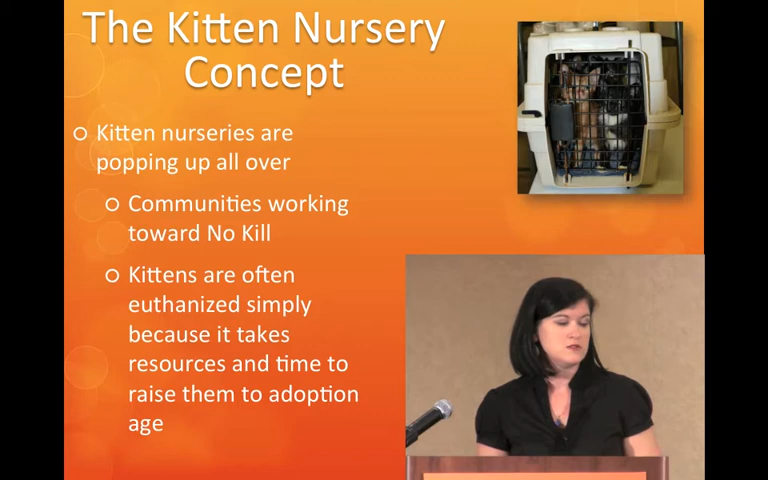 The Kitten Nursery
Concept
Kitten nurseries are
popping up all over
Communities working
toward No Kill
Kittens are often
euthanized simply
because it takes
resources and time to
raise them to adoption
age